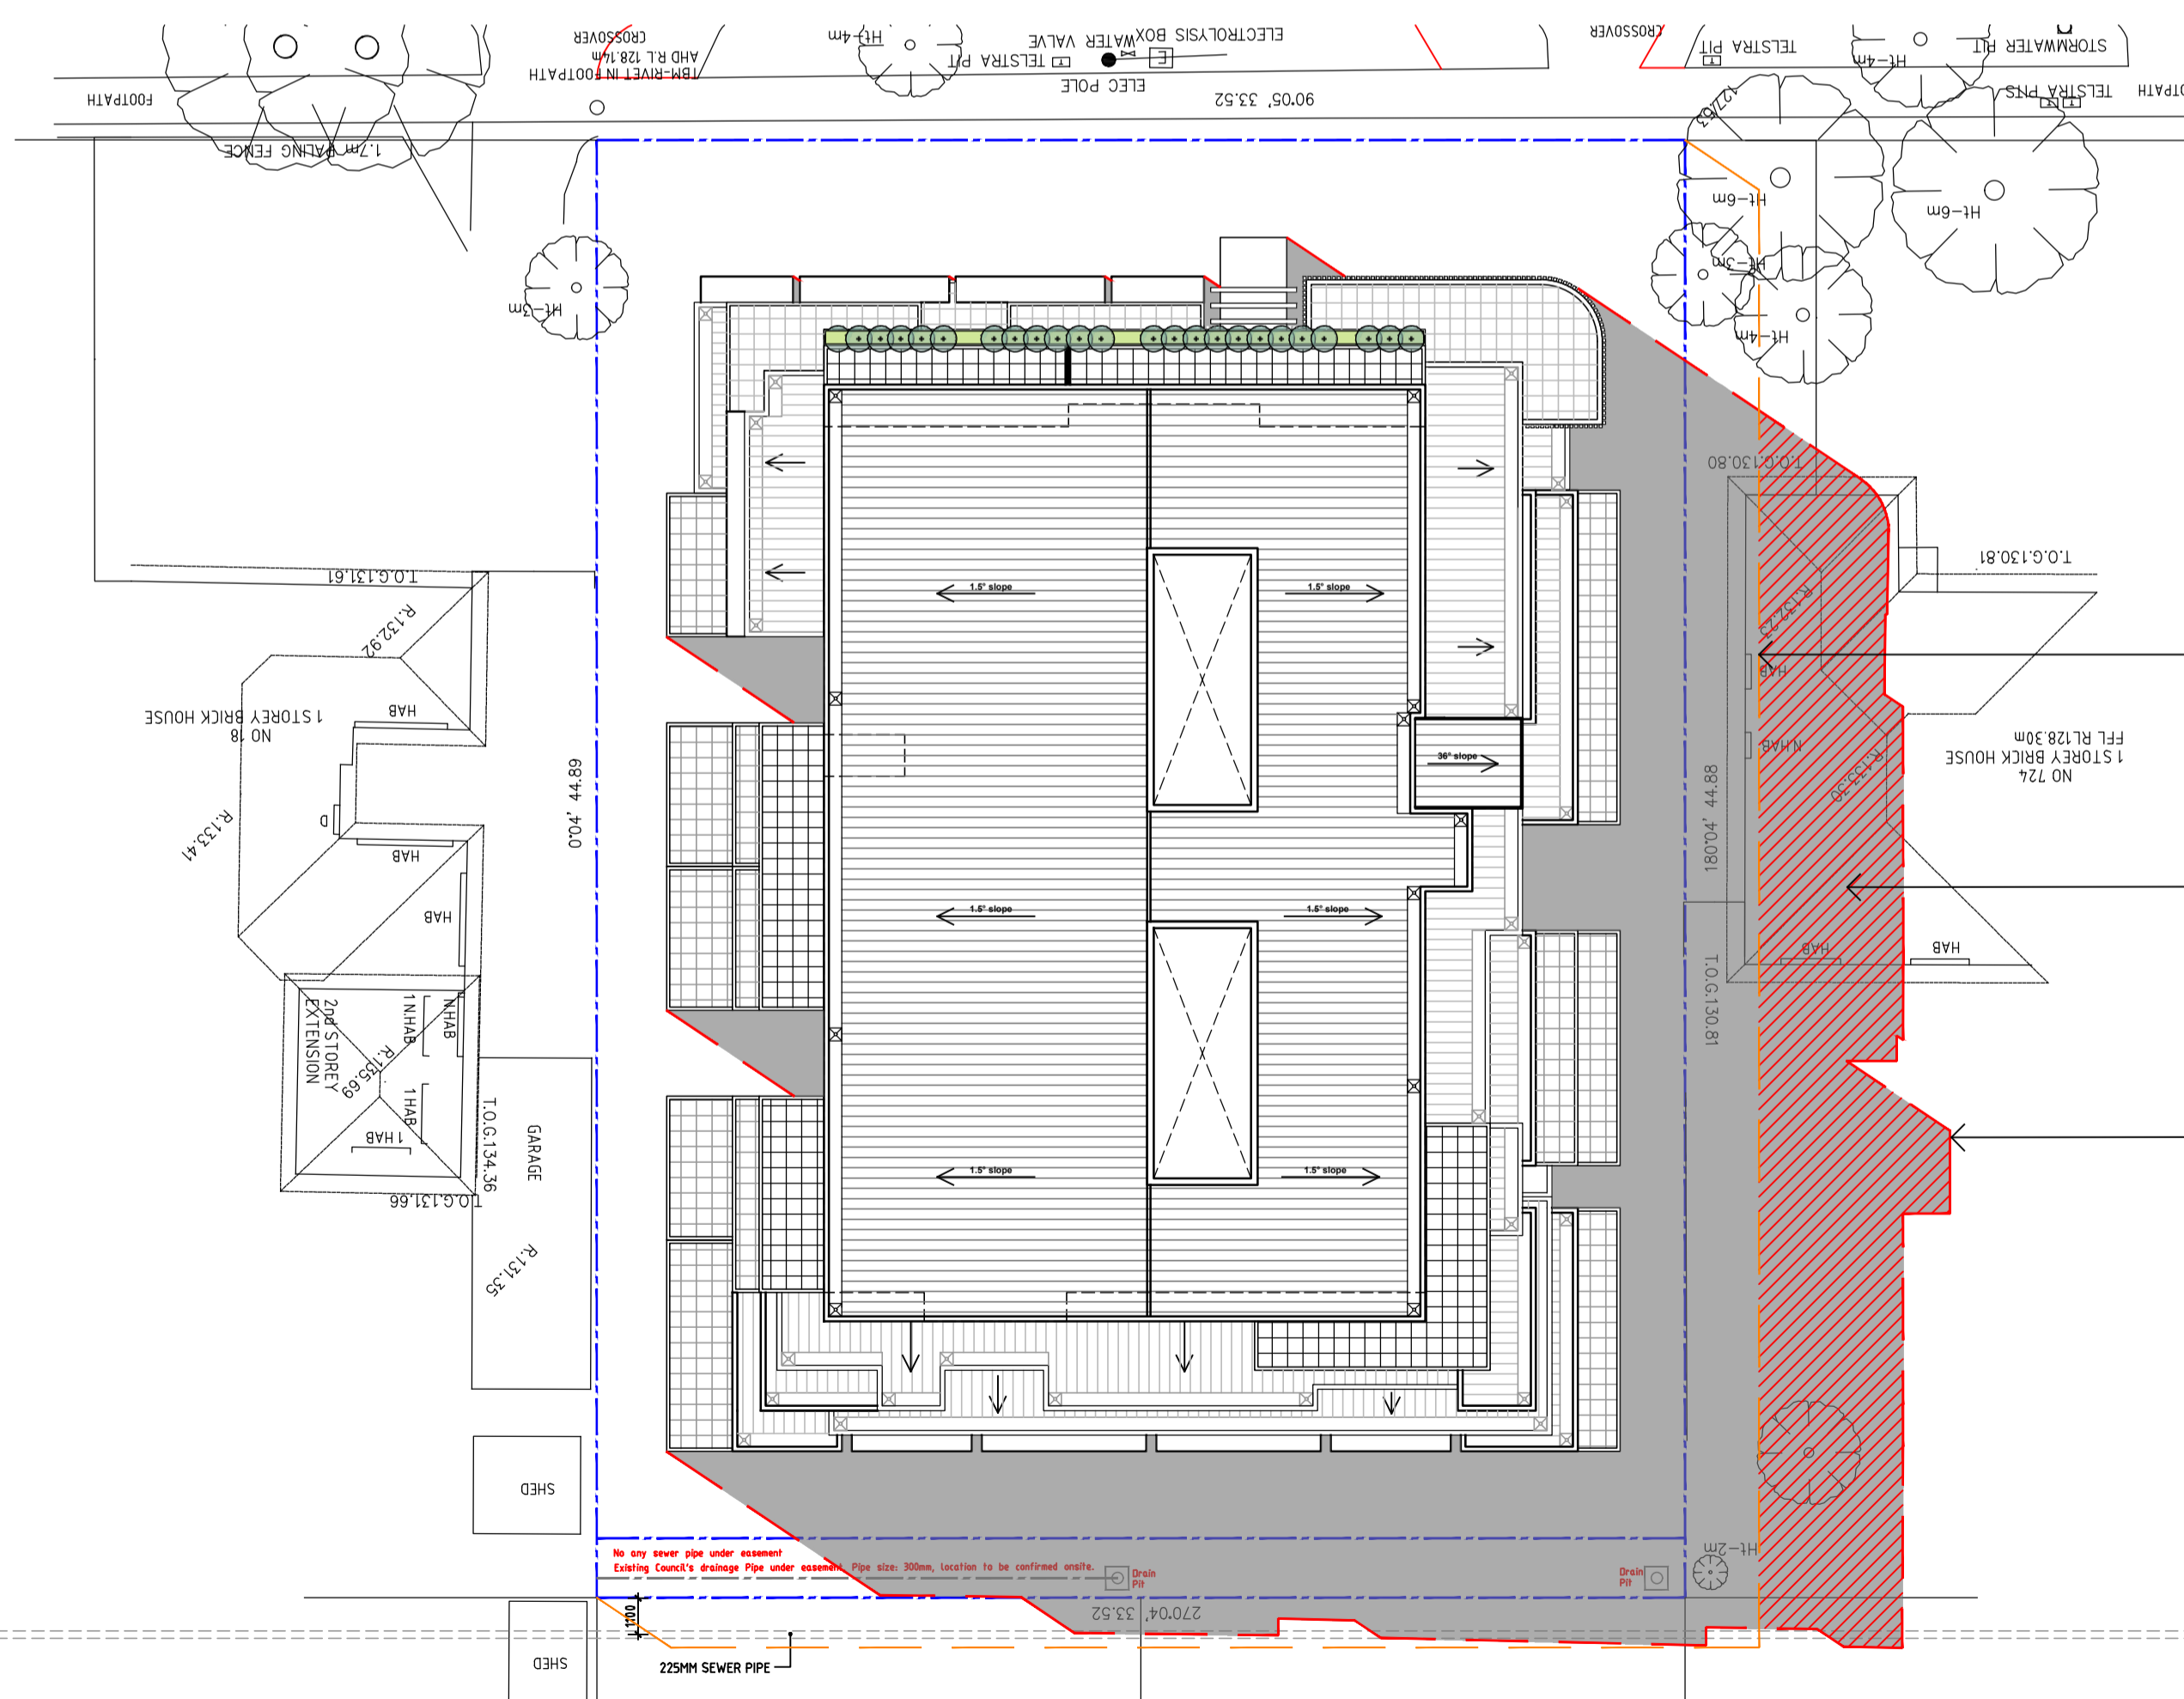 CROSSOVER
AHD R.L 128.14m
TBM-RIVET IN FOOTPATH
Ht-4m
TELSTRA PIT
WATER VALVE
ELECTROLYSIS BOX
E
ELEC POLE
CROSSOVER
TELSTRA PIT
Ht-4m
STORMWATER PIT
TELSTRA PITS
FOOTPATH
90°05' 33.52
127.63
1.7m PALING FENCE
Ht-3m
Ht-6m
Ht-6m
Ht-3m
Ht-4m
T.O.G.130.80
T.O.G.131.61
T.O.G.130.81
R.132.92
R.132.23
1.5° slope
1.5° slope
HAB
HAB
NO 18
1 STOREY BRICK HOUSE
N.HAB
NO 724
1 STOREY BRICK HOUSE
FFL RL128.30m
36° slope
R.133.30
R.133.41
D
0°04' 44.89
180°04' 44.88
HAB
HAB
1.5° slope
1.5° slope
HAB
HAB
2nd STOREY
EXTENSION
1 N.HAB
N.HAB
T.O.G.130.81
R.135.69
1 HAB
1 HAB
T.O.G.134.36
GARAGE
T.O.G.131.66
1.5° slope
1.5° slope
R.131.35
SHED
No any sewer pipe under easement
Existing Council's drainage Pipe under easement, Pipe size: 300mm, location to be confirmed onsite.
Drain
Pit
Drain
Pit
Ht-2m
1100
270°04' 33.52
SHED
225MM SEWER PIPE